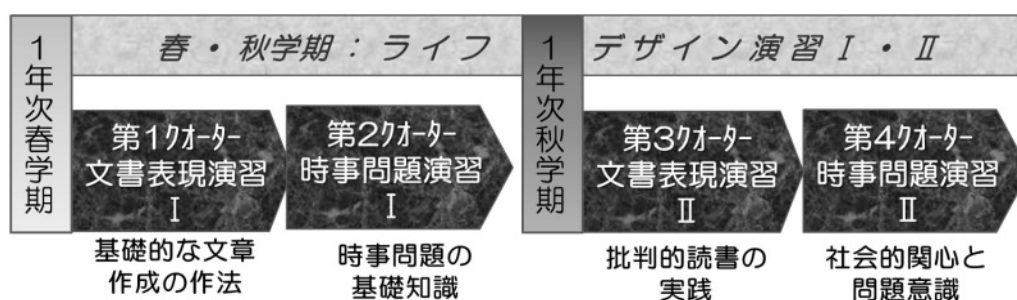 1年次春学期
春・秋学期：ライフ
1年次秋学期
デザイン演習Ⅰ・Ⅱ
第1クオーター
文書表現演習
Ⅰ
第2クオーター
時事問題演習
Ⅰ
第3クオーター
文書表現演習
Ⅱ
第4クオーター
時事問題演習
Ⅱ
基礎的な文章
作成の作法
時事問題の
基礎知識
批判的読書の
実践
社会的関心と
問題意識